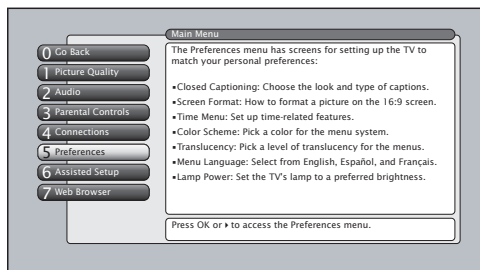 Main Menu
0 Go Back
1 Picture Quality
2 Audio
3 Parental Controls
4 Connections
5 Preferences
6 Assisted Setup
7 Web Browser
The Preferences menu has screens for setting up the TV to
match your personal preferences:
▪Closed Captioning: Choose the look and type of captions.
▪Screen Format: How to format a picture on the 16:9 screen.
▪Time Menu: Set up time-related features.
▪Color Scheme: Pick a color for the menu system.
▪Translucency: Pick a level of translucency for the menus.
▪Menu Language: Select from English, Español, and Français.
▪Lamp Power: Set the TV's lamp to a preferred brightness.
Press OK or ▸ to access the Preferences menu.